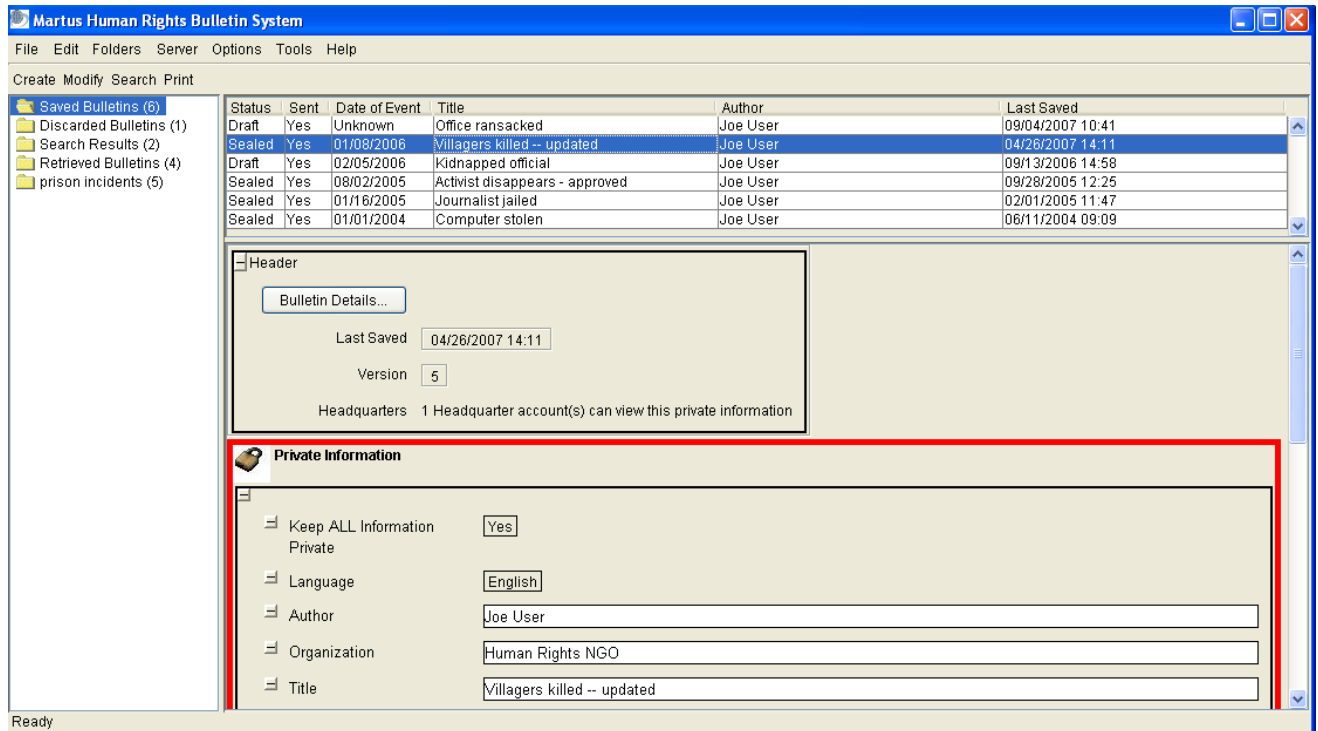 Martus Human Rights Bulletin System
File Edit Folders Server Options Tools Help
Create Modify Search Print
Saved Bulletins (6)
Discarded Bulletins (1)
Search Results (2)
Retrieved Bulletins (4)
prison incidents (5)
Status Sent Date of Event Title Author Last Saved
Draft Yes Unknown Office ransacked Joe User 09/04/2007 10:41
Sealed Yes 01/08/2006 Villagers killed -- updated Joe User 04/26/2007 14:11
Draft Yes 02/05/2006 Kidnapped official Joe User 09/13/2006 14:58
Sealed Yes 08/02/2005 Activist disappears - approved Joe User 09/28/2005 12:25
Sealed Yes 01/16/2005 Journalist jailed Joe User 02/01/2005 11:47
Sealed Yes 01/01/2004 Computer stolen Joe User 06/11/2004 09:09
Header
Bulletin Details...
Last Saved 04/26/2007 14:11
Version 5
Headquarters 1 Headquarter account(s) can view this private information
Private Information
Keep ALL Information Yes
Private
Language English
Author Joe User
Organization Human Rights NGO
Title Villagers killed -- updated
Ready